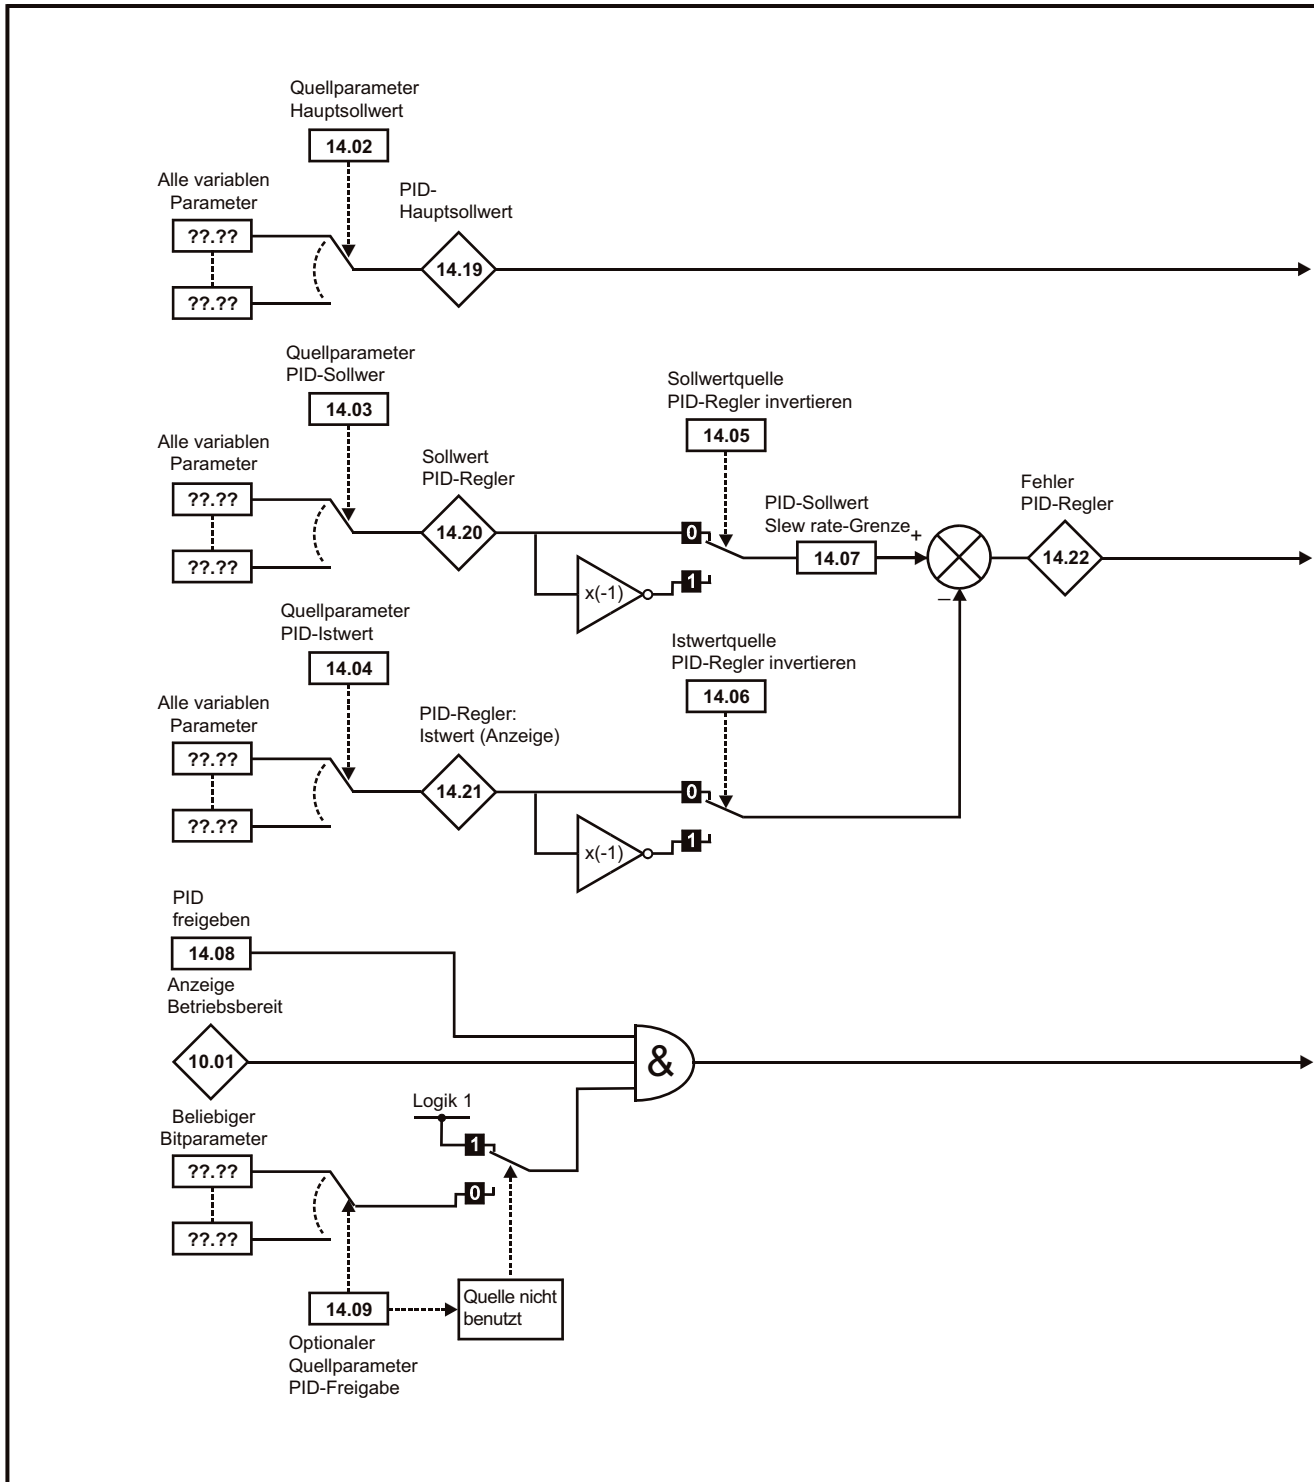 Quellparameter
Hauptsollwert
14.02
Alle variablen
Parameter
??.??
??.??
PID-
Hauptsollwert
14.19
Quellparameter
PID-Sollwer
14.03
Alle variablen
Parameter
??.??
??.??
Sollwert
PID-Regler
14.20
x(-1)
Sollwertquelle
PID-Regler invertieren
14.05
0
1
PID-Sollwert
Slew rate-Grenze
14.07
+
–
Fehler
PID-Regler
14.22
Quellparameter
PID-Istwert
14.04
Alle variablen
Parameter
??.??
??.??
PID-Regler:
Istwert (Anzeige)
14.21
x(-1)
Istwertquelle
PID-Regler invertieren
14.06
0
1
PID
freigeben
14.08
Anzeige
Betriebsbereit
10.01
&
Logik 1
1
0
Beliebiger
Bitparameter
??.??
??.??
14.09
Optionaler
Quellparameter
PID-Freigabe
Quelle nicht
benutzt